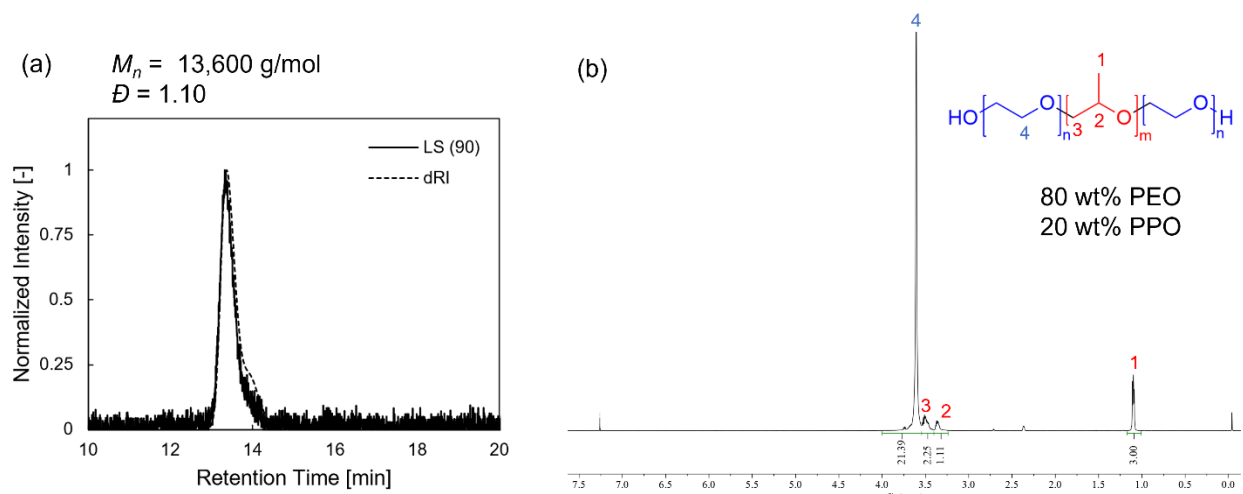 (a)
Mn = 13,600 g/mol
Đ = 1.10
Normalized Intensity [-]
1
0.75
0.5
0.25
0
LS (90)
dRI
10 12 14 16 18 20
Retention Time [min]
(b)
4
1
HO O O O H
4 n 3 2 m n
80 wt% PEO
20 wt% PPO
3 2 1
21.39 2.25 1.11 3.00
7.5 7.0 6.5 6.0 5.5 5.0 4.5 4.0 3.5 3.0 2.5 2.0 1.5 1.0 0.5 0.0